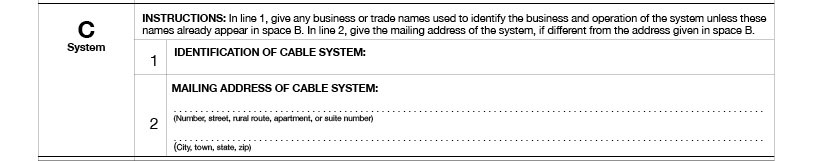 C
System
INSTRUCTIONS: In line 1, give any business or trade names used to identify the business and operation of the system unless these
names already appear in space B. In line 2, give the mailing address of the system, if different from the address given in space B.
1
IDENTIFICATION OF CABLE SYSTEM:
2
MAILING ADDRESS OF CABLE SYSTEM:
(Number, street, rural route, apartment, or suite number)
(City, town, state, zip)